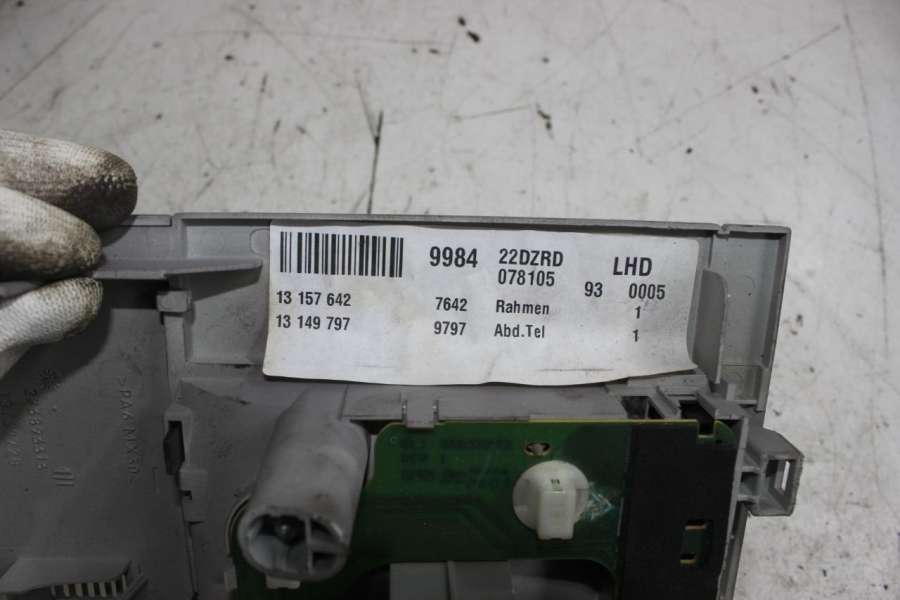 9984 22DZRD LHD
078105 93 0005
13 157 642 7642 Rahmen 1
13 149 797 9797 Abd.Tel 1